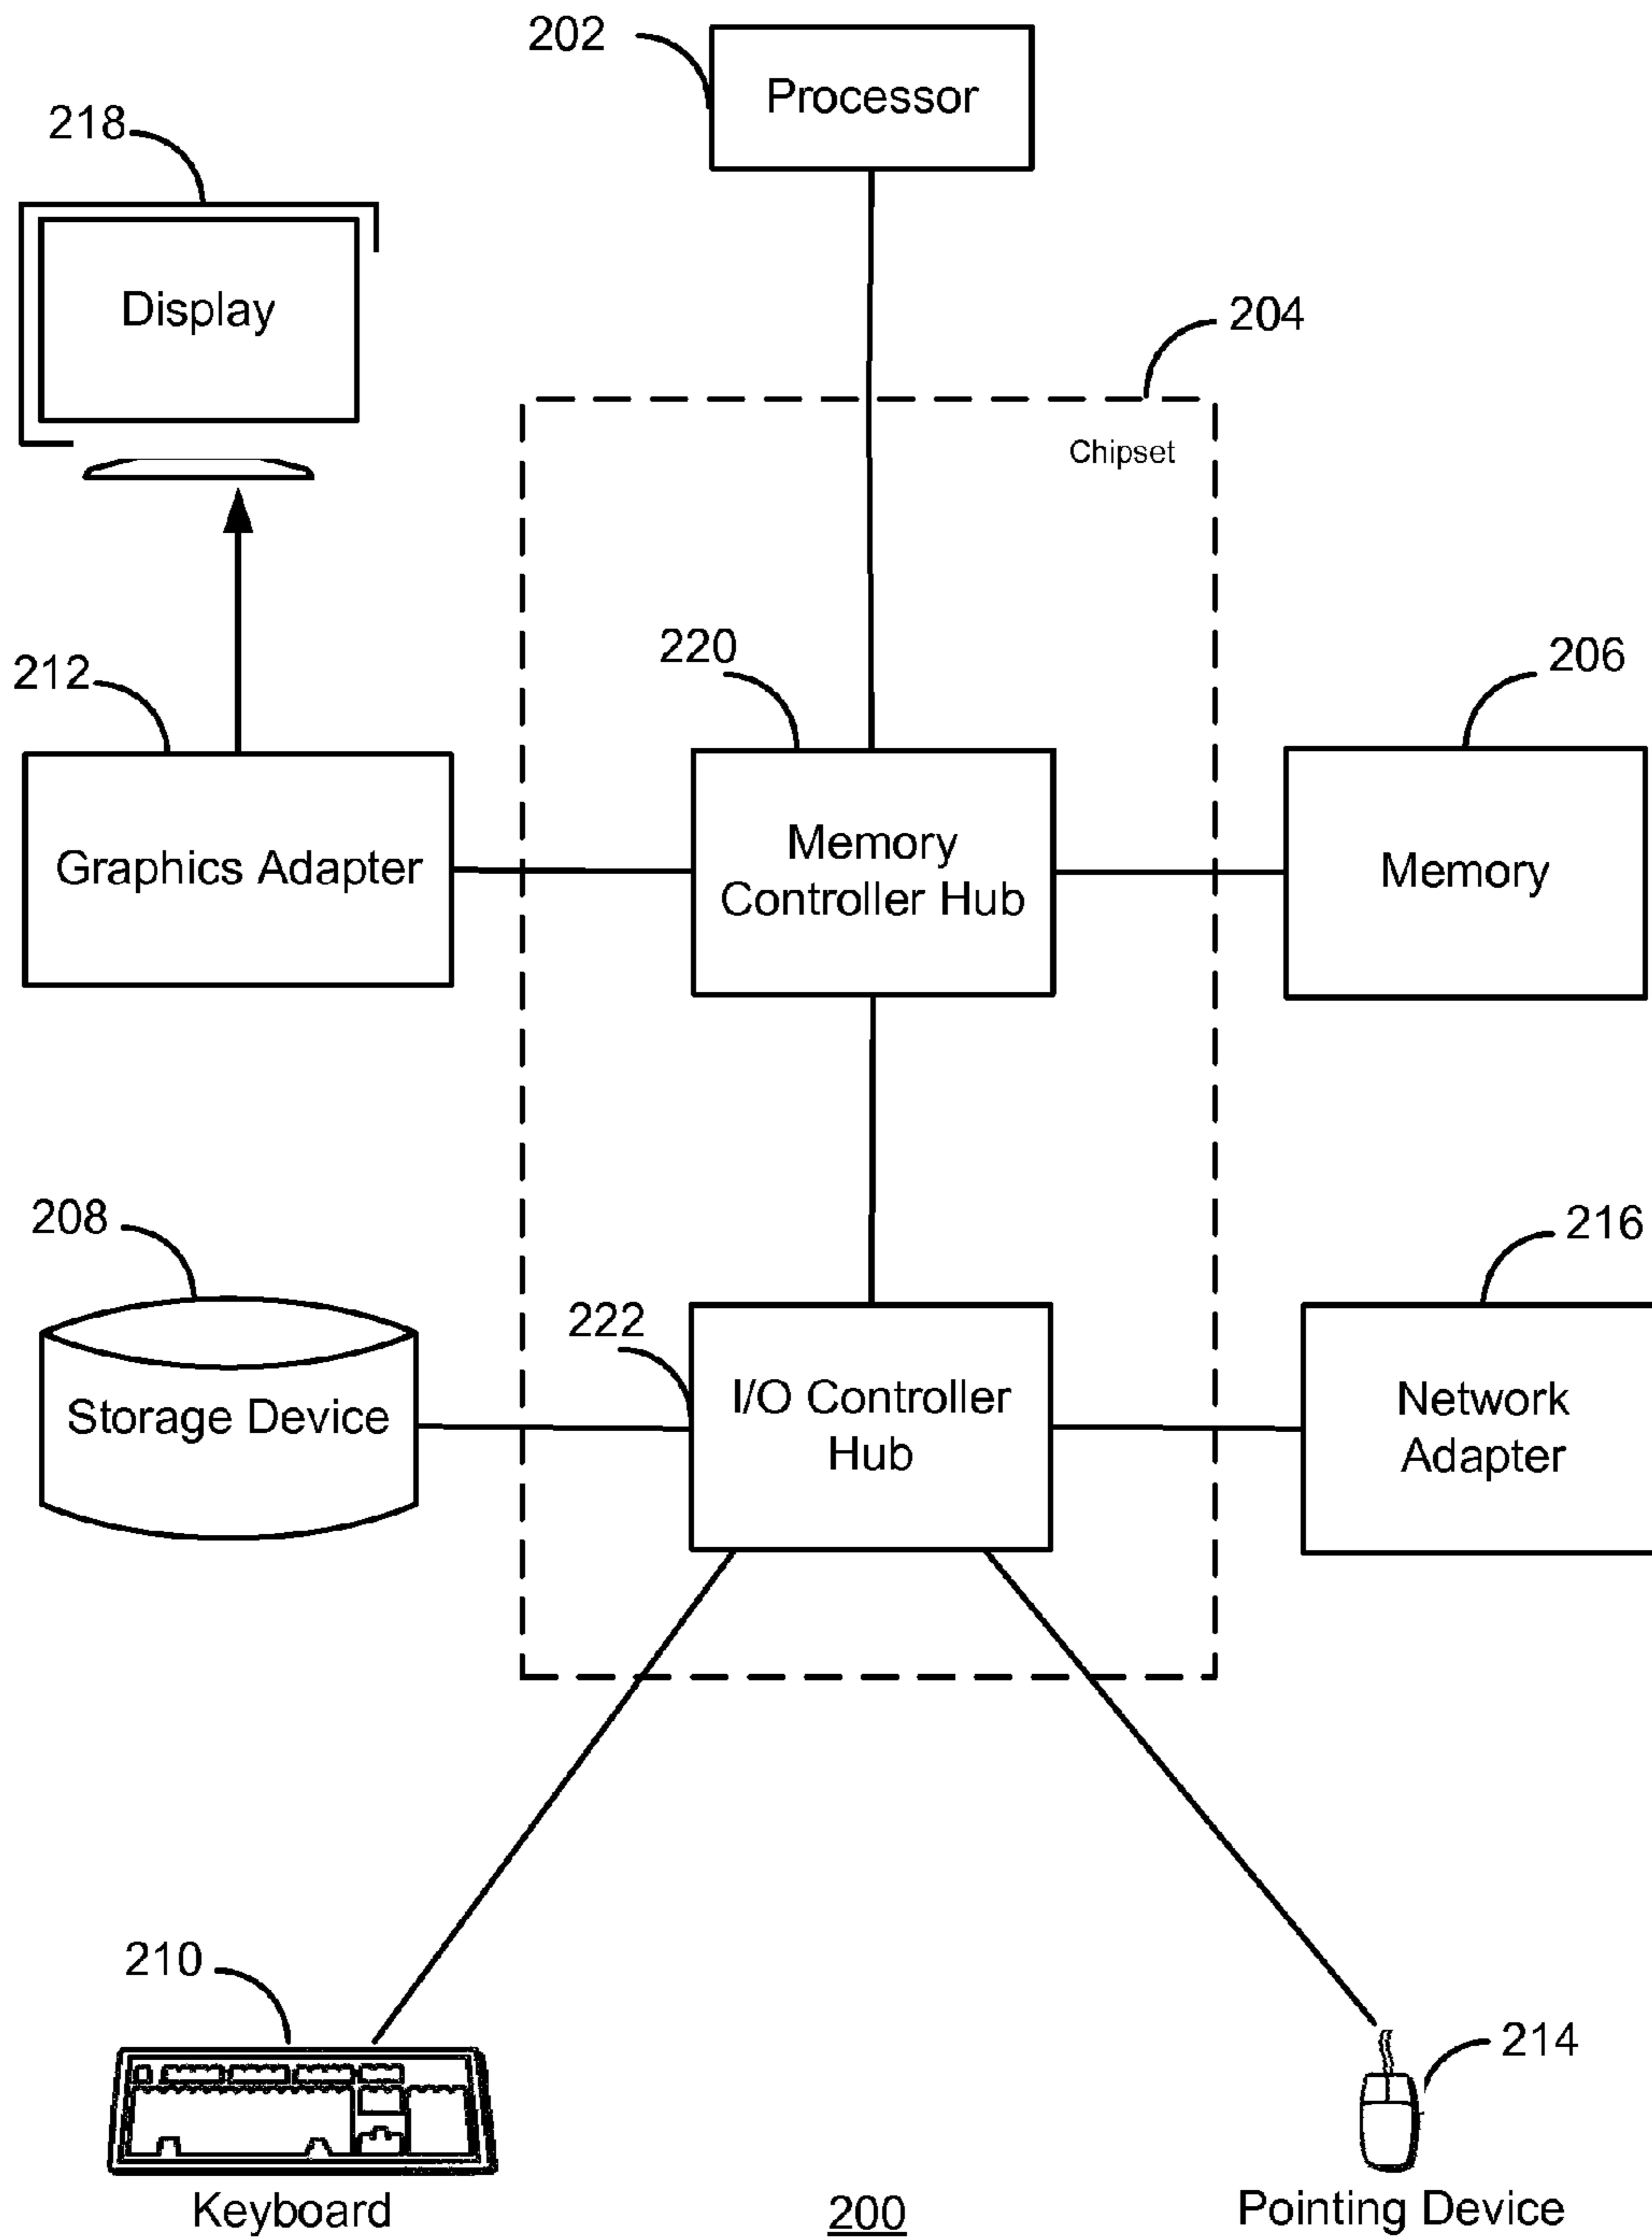 202
Processor
218
Display
204
Chipset
212
220
206
Graphics Adapter
Memory
Controller Hub
Memory
208
222
216
Storage Device
I/O Controller
Hub
Network
Adapter
210
214
Keyboard
200
Pointing Device